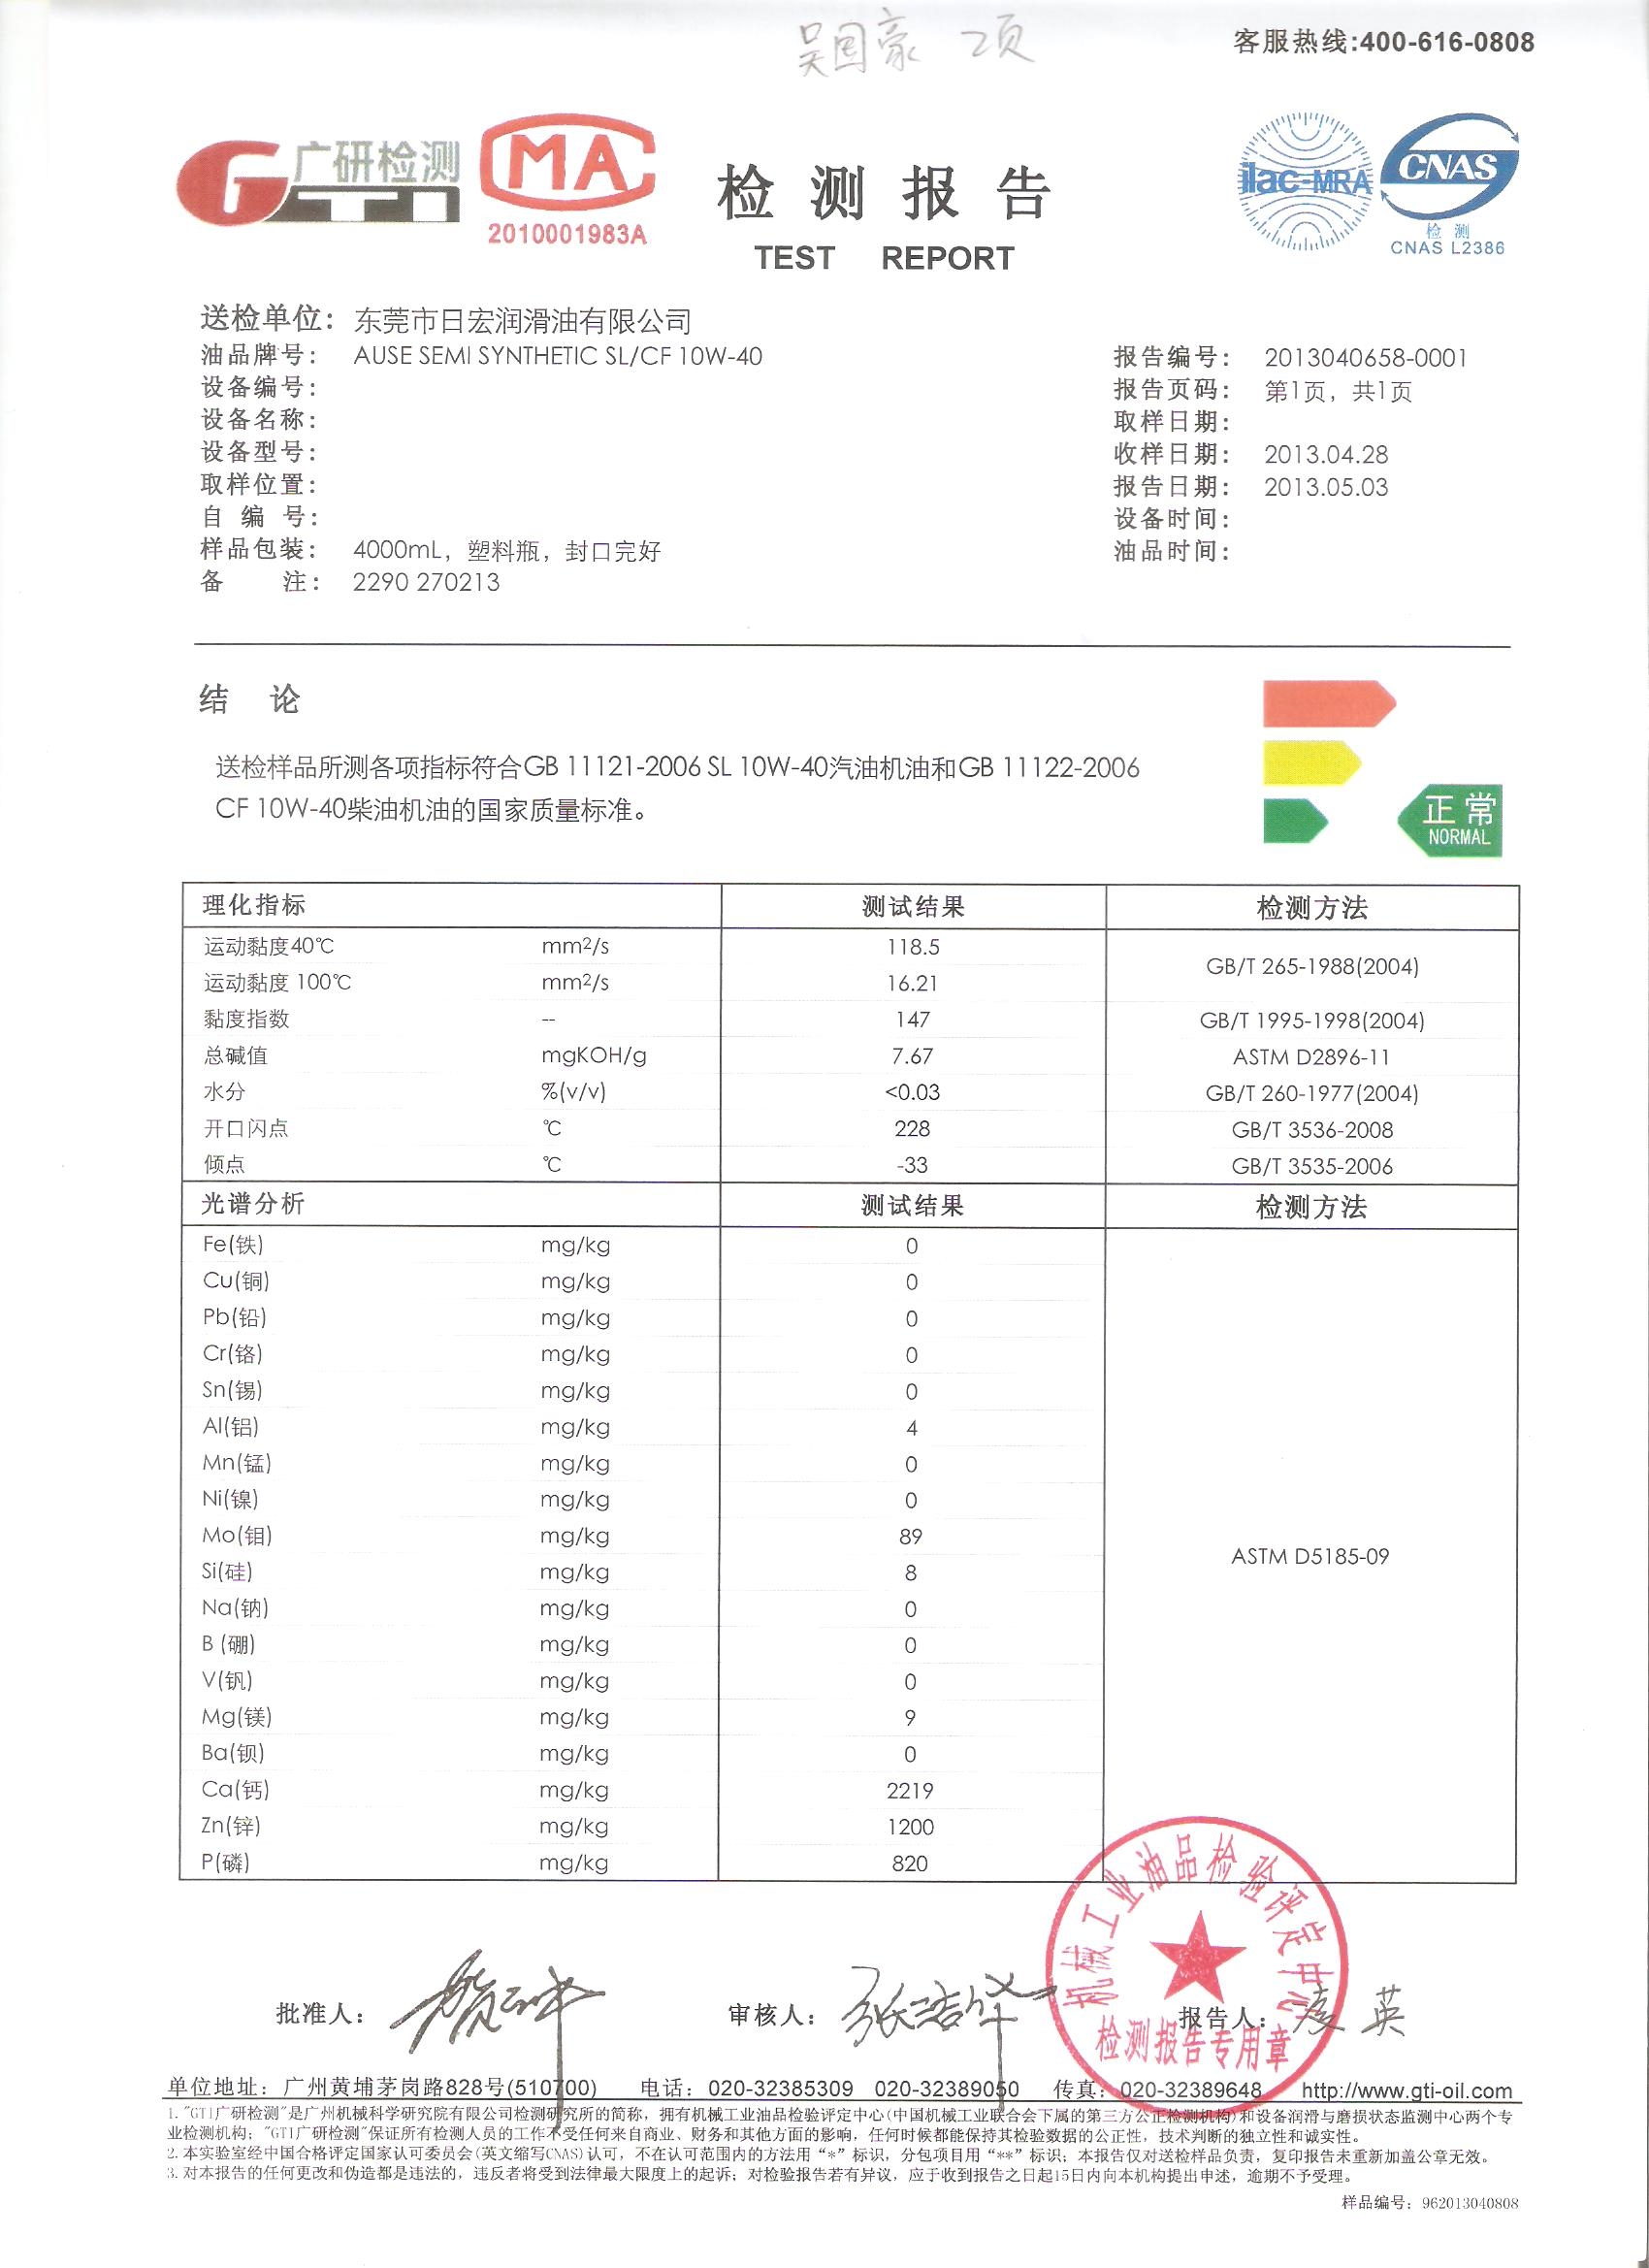 吴国豪 2页
客服热线:400-616-0808
广研检测
GTI
MA
2010001983A
检测报告
TEST REPORT
ilac-MRA
CNAS
检测
CNAS L2386
送检单位: 东莞市日宏润滑油有限公司
油品牌号: AUSE SEMI SYNTHETIC SL/CF 10W-40
报告编号: 2013040658-0001
设备编号:
报告页码: 第1页, 共1页
设备名称:
取样日期:
设备型号:
收样日期: 2013.04.28
取样位置:
报告日期: 2013.05.03
自 编 号:
设备时间:
样品包装: 4000mL, 塑料瓶, 封口完好
油品时间:
备 注: 2290 270213
结 论
送检样品所测各项指标符合GB 11121-2006 SL 10W-40汽油机油和GB 11122-2006
CF 10W-40柴油机油的国家质量标准。
正常
NORMAL
理化指标 测试结果 检测方法
运动黏度40℃ mm2/s 118.5 GB/T 265-1988(2004)
运动黏度 100℃ mm2/s 16.21
黏度指数 -- 147 GB/T 1995-1998(2004)
总碱值 mgKOH/g 7.67 ASTM D2896-11
水分 %(v/v) <0.03 GB/T 260-1977(2004)
开口闪点 ℃ 228 GB/T 3536-2008
倾点 ℃ -33 GB/T 3535-2006
光谱分析 测试结果 检测方法
Fe(铁) mg/kg 0
Cu(铜) mg/kg 0
Pb(铅) mg/kg 0
Cr(铬) mg/kg 0
Sn(锡) mg/kg 0
Al(铝) mg/kg 4
Mn(锰) mg/kg 0
Ni(镍) mg/kg 0
Mo(钼) mg/kg 89
ASTM D5185-09
Si(硅) mg/kg 8
Na(钠) mg/kg 0
B (硼) mg/kg 0
V(钒) mg/kg 0
Mg(镁) mg/kg 9
Ba(钡) mg/kg 0
Ca(钙) mg/kg 2219
Zn(锌) mg/kg 1200
P(磷) mg/kg 820
机械工业油品检验评定中心
检测报告专用章
批准人: 审核人: 张洁华 报告人: 凌英
单位地址: 广州黄埔茅岗路828号(510700) 电话: 020-32385309 020-32389050 传真: 020-32389648 http://www.gti-oil.com
1. "GTI广研检测"是广州机械科学研究院有限公司检测研究所的简称, 拥有机械工业油品检验评定中心(中国机械工业联合会下属的第三方公正检测机构)和设备润滑与磨损状态监测中心两个专
业检测机构; "GTI广研检测"保证所有检测人员的工作不受任何来自商业、财务和其他方面的影响, 任何时候都能保持其检验数据的公正性, 技术判断的独立性和诚实性。
2. 本实验室经中国合格评定国家认可委员会(英文缩写CNAS)认可, 不在认可范围内的方法用“*”标识, 分包项目用“**”标识; 本报告仅对送检样品负责, 复印报告未重新加盖公章无效。
3. 对本报告的任何更改和伪造都是违法的, 违反者将受到法律最大限度上的起诉; 对检验报告若有异议, 应于收到报告之日起15日内向本机构提出申述, 逾期不予受理。
样品编号: 962013040808